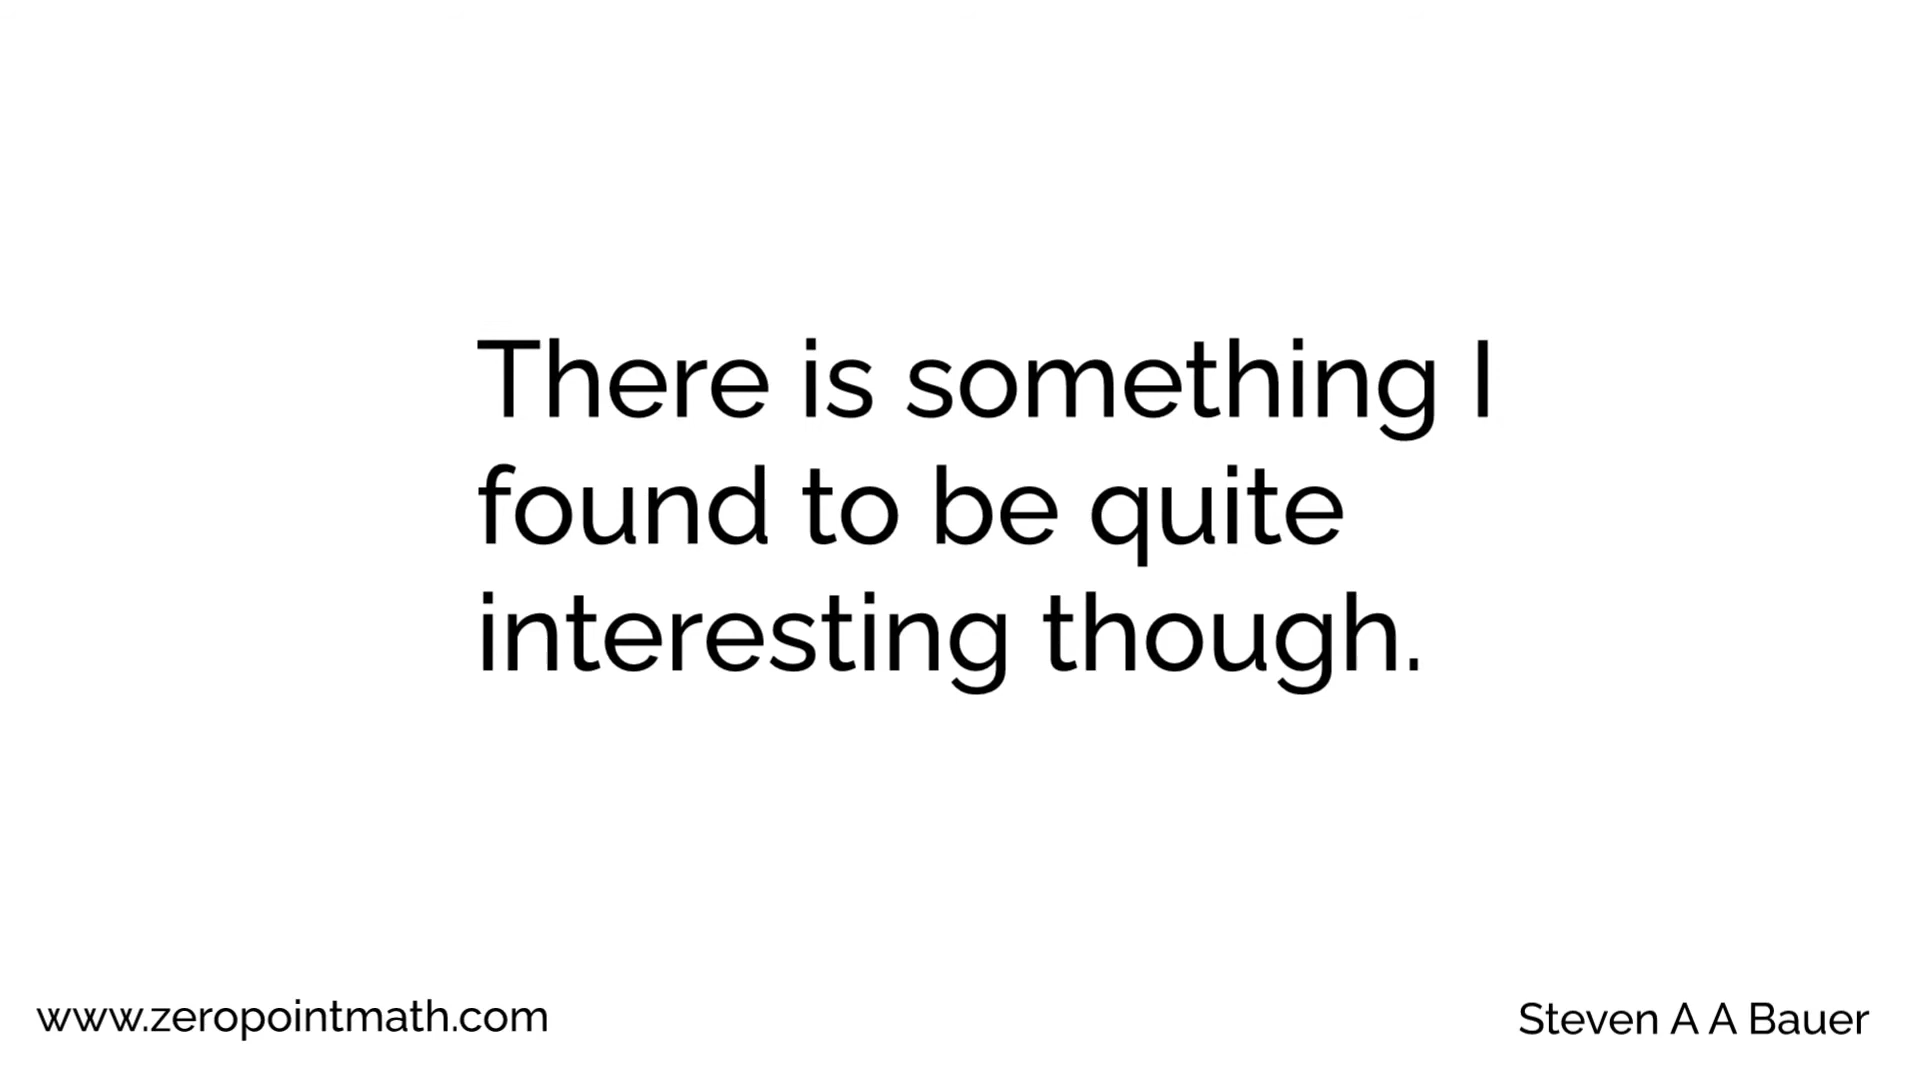 There is something I
found to be quite
interesting though.
www.zeropointmath.com
Steven A A Bauer